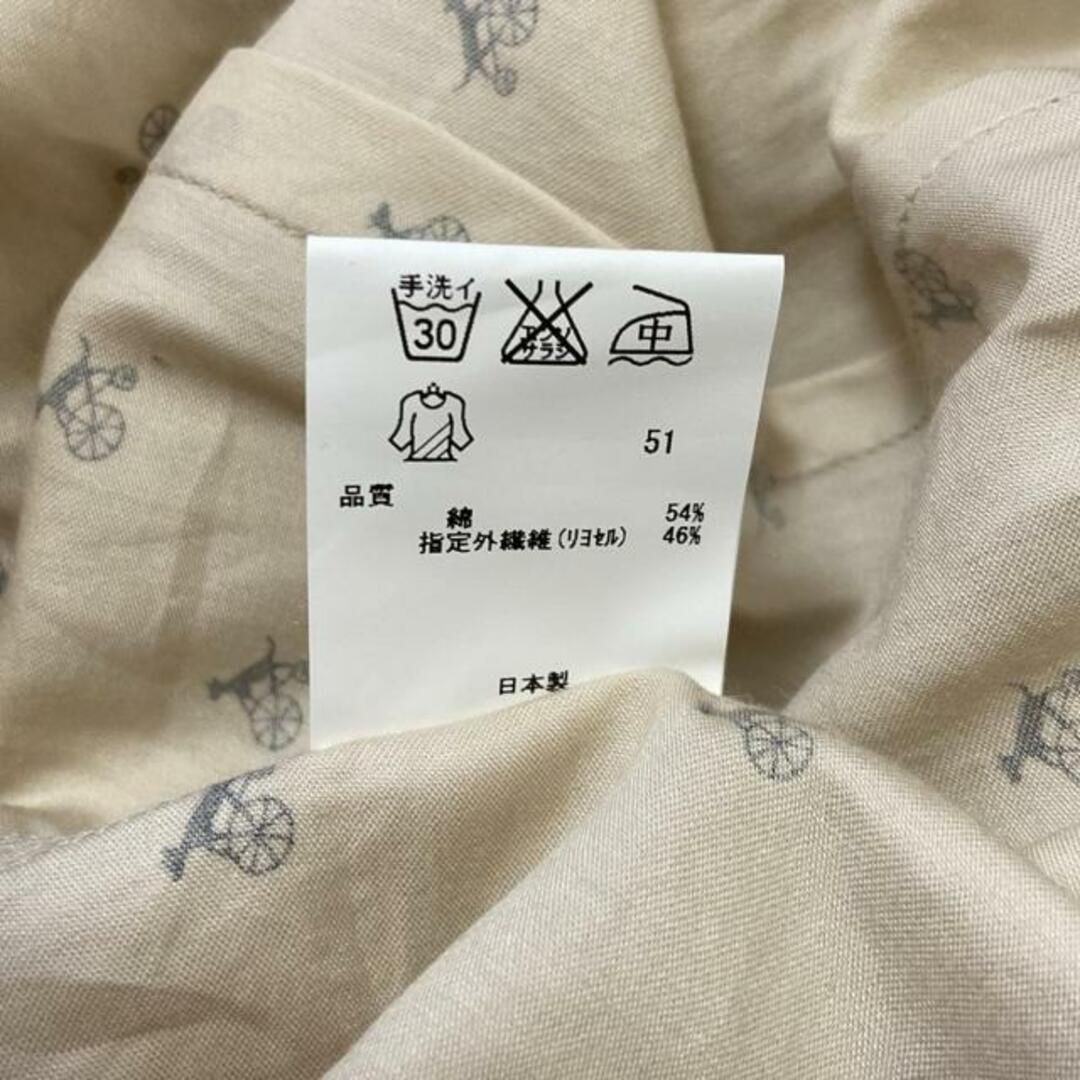 手洗イ
30
エンソ
サラシ
中
51
品質
綿 54%
指定外繊維(リヨセル) 46%
日本製